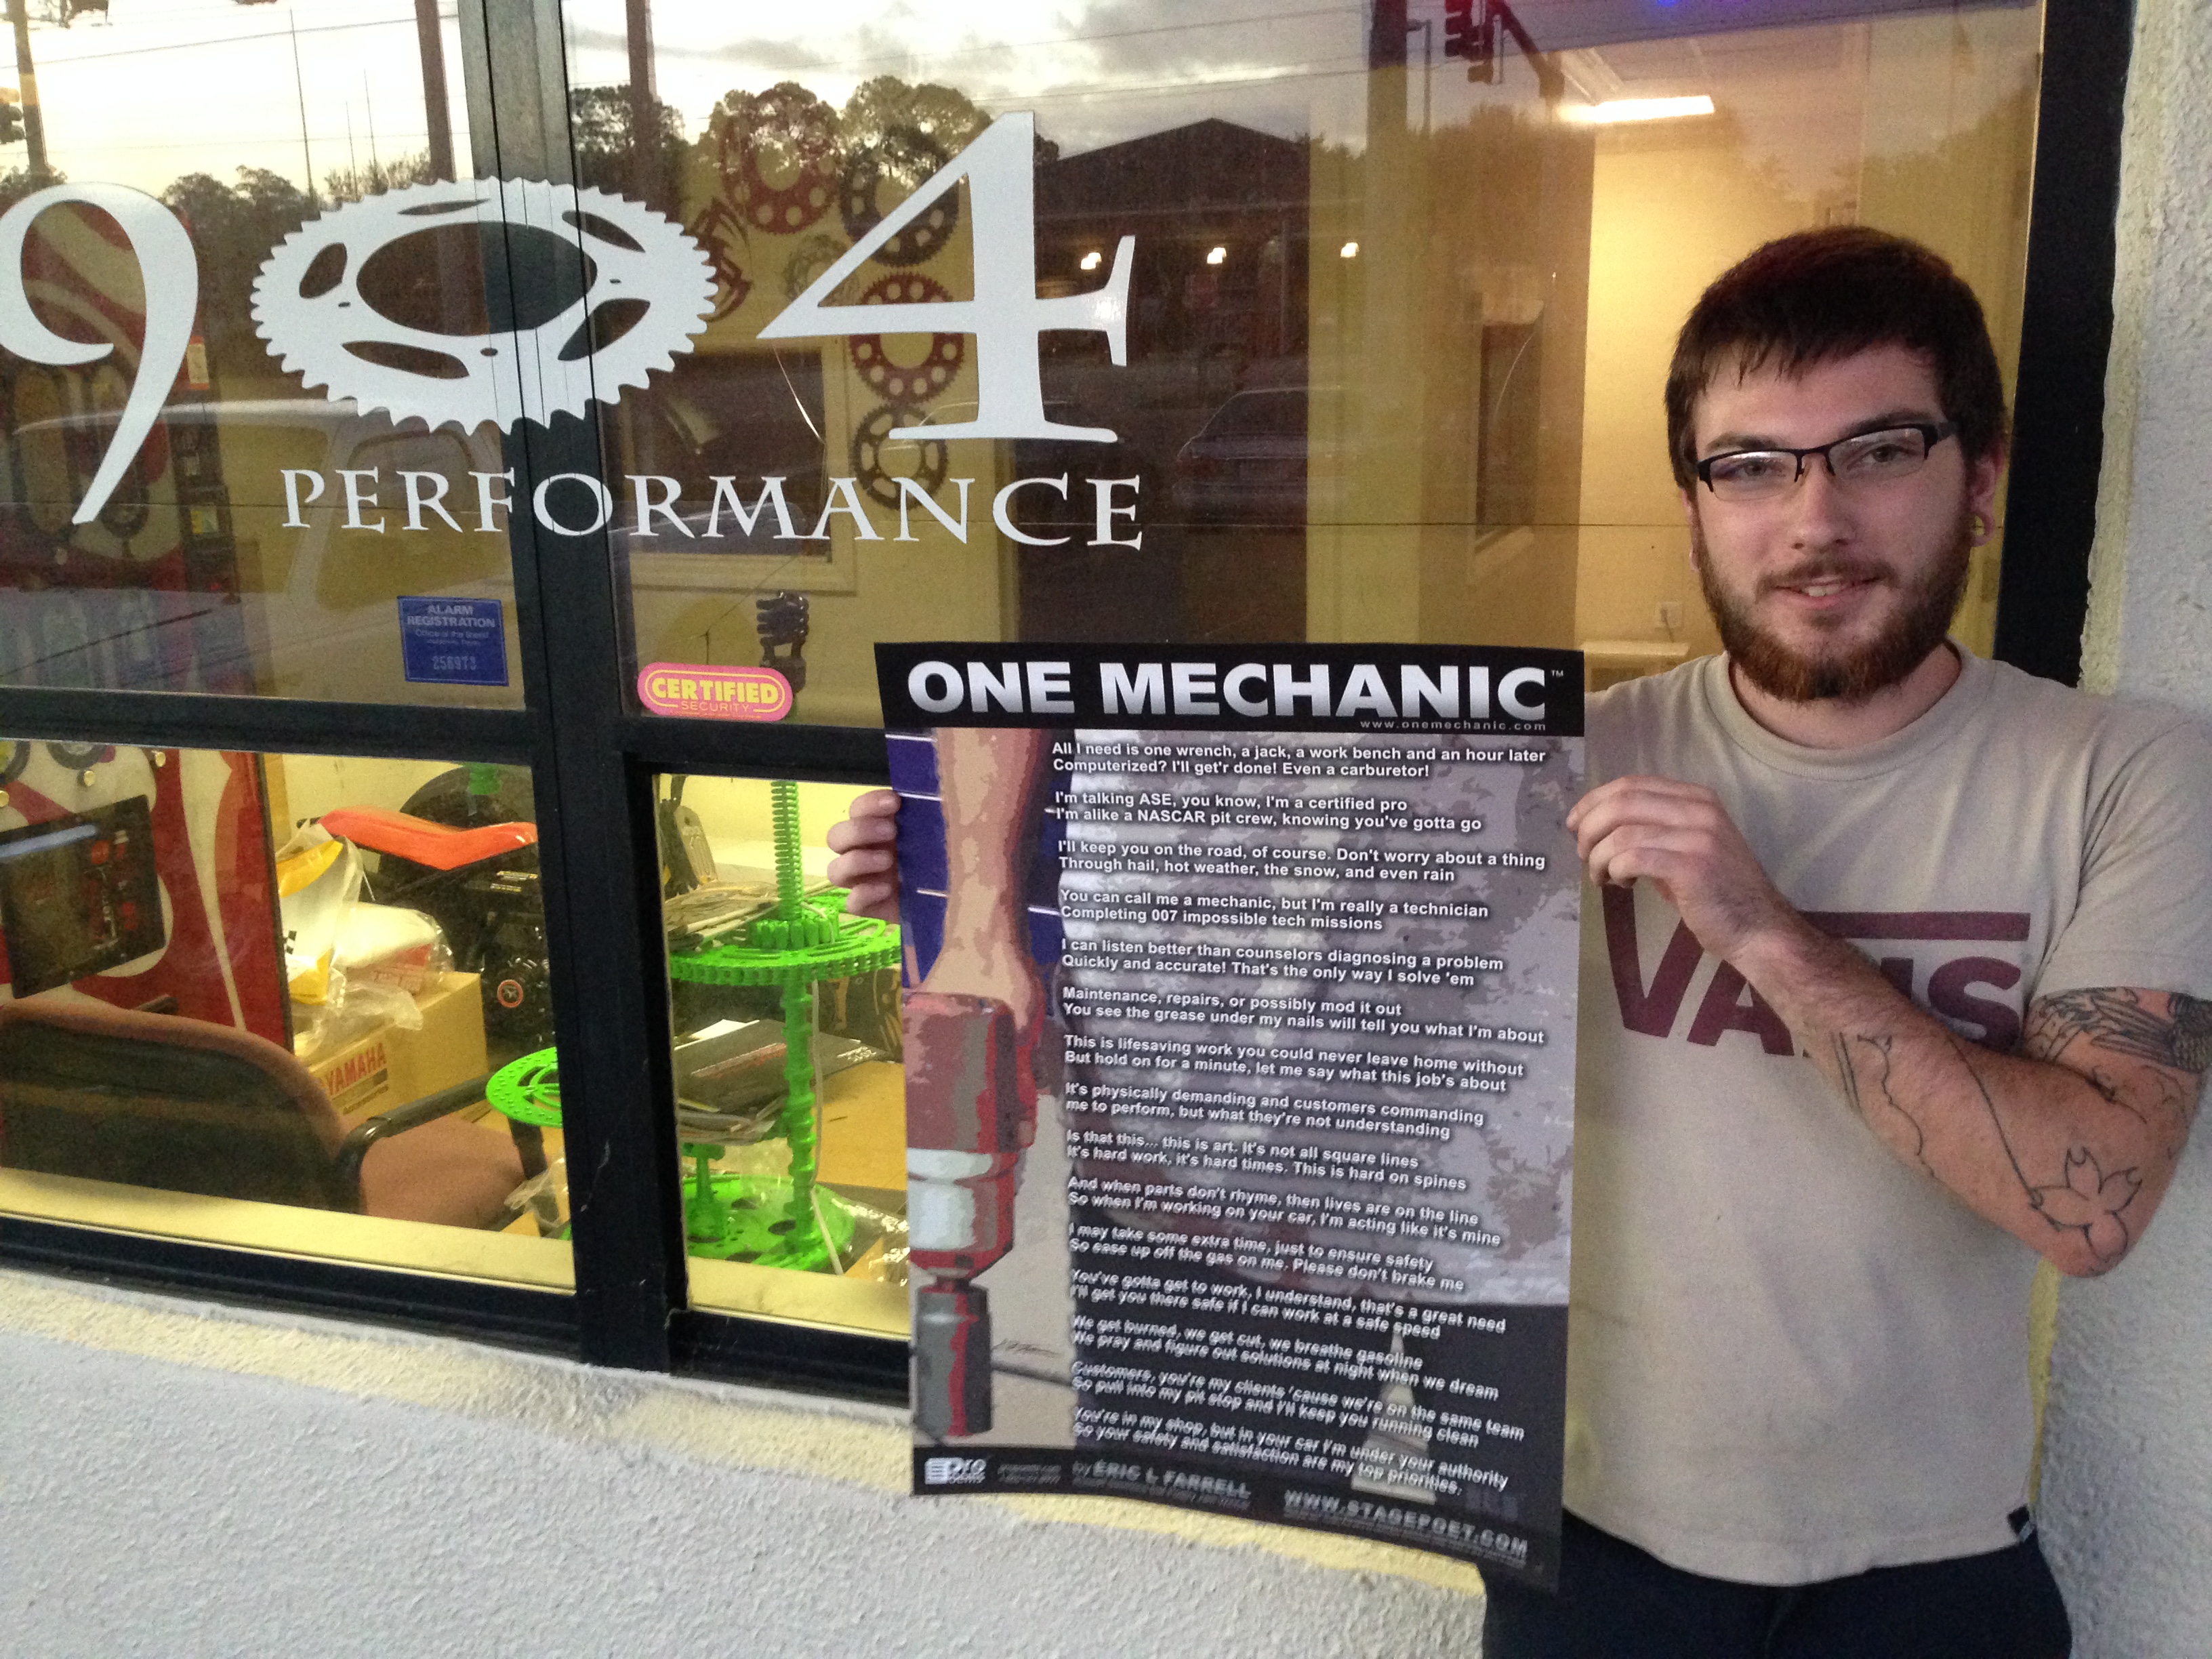 904
PERFORMANCE
ALARM
REGISTRATION
256973
CERTIFIED
SECURITY
YAMAHA
VANS
ONE MECHANIC™
www.onemechanic.com
All I need is one wrench, a jack, a work bench and an hour later
Computerized? I'll get'r done! Even a carburetor!
I'm talking ASE, you know, I'm a certified pro
I'm alike a NASCAR pit crew, knowing you've gotta go
I'll keep you on the road, of course. Don't worry about a thing
Through hail, hot weather, the snow, and even rain
You can call me a mechanic, but I'm really a technician
Completing 007 impossible tech missions
I can listen better than counselors diagnosing a problem
Quickly and accurate! That's the only way I solve 'em
Maintenance, repairs, or possibly mod it out
You see the grease under my nails will tell you what I'm about
This is lifesaving work you could never leave home without
But hold on for a minute, let me say what this job's about
It's physically demanding and customers commanding
me to perform, but what they're not understanding
Is that this... this is art. It's not all square lines
It's hard work, it's hard times. This is hard on spines
And when parts don't rhyme, then lives are on the line
So when I'm working on your car, I'm acting like it's mine
I may take some extra time, just to ensure safety
So ease up off the gas on me. Please don't brake me
You've gotta get to work, I understand, that's a great need
I'll get you there safe if I can work at a safe speed
We get burned, we get cut, we breathe gasoline
We pray and figure out solutions at night when we dream
Customers, you're my clients 'cause we're on the same team
So pull into my pit stop and I'll keep you running clean
You're in my shop, but in your car I'm under your authority
So your safety and satisfaction are my top priorities.
by ERIC L FARRELL
WWW.STAGEPOET.COM